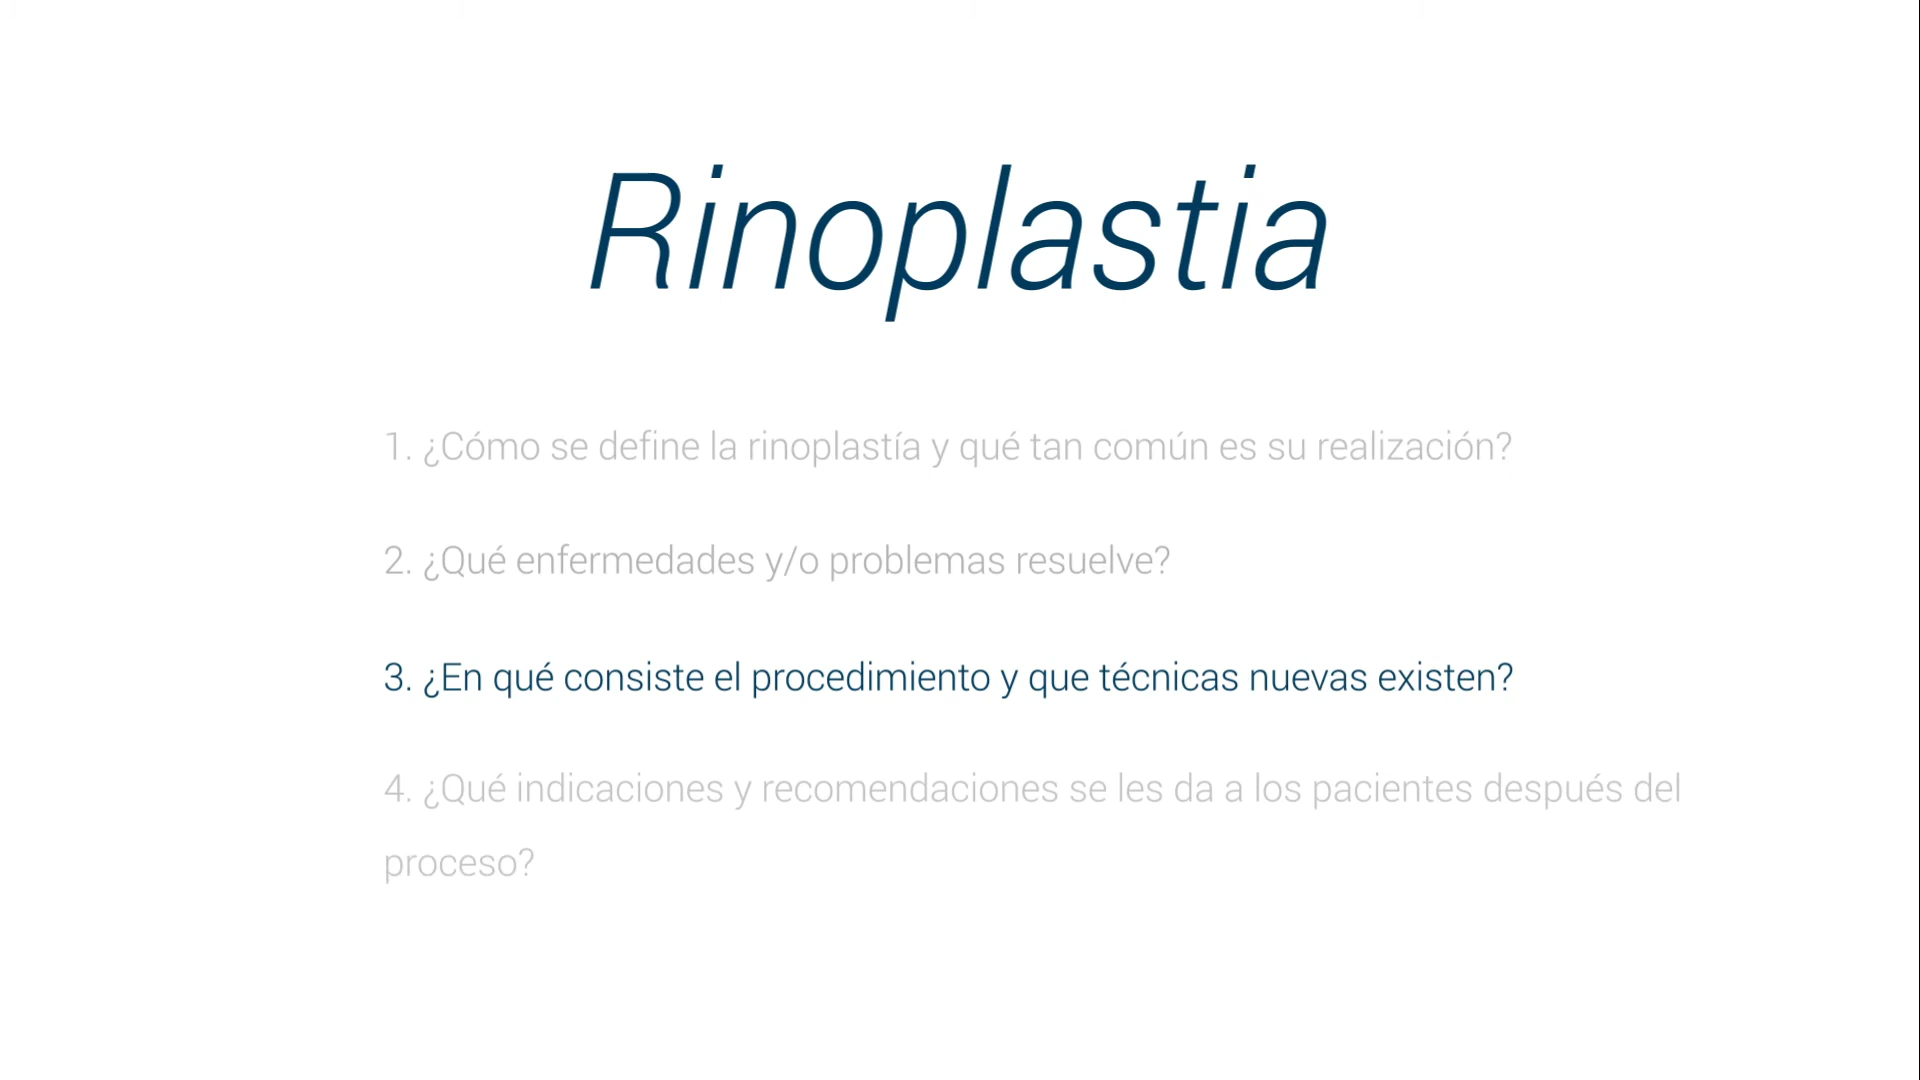 Rinoplastia
1. ¿Cómo se define la rinoplastía y qué tan común es su realización?
2. ¿Qué enfermedades y/o problemas resuelve?
3. ¿En qué consiste el procedimiento y que técnicas nuevas existen?
4. ¿Qué indicaciones y recomendaciones se les da a los pacientes después del
proceso?